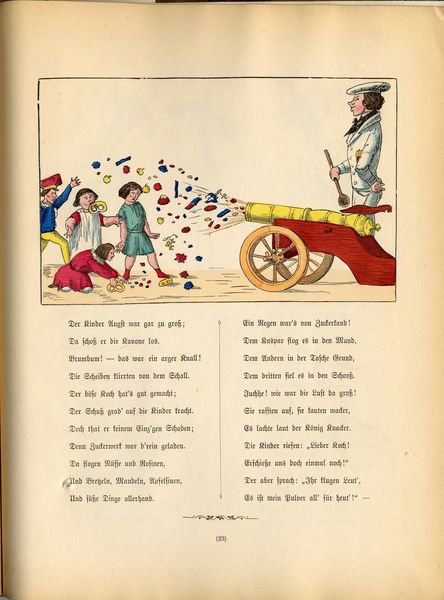 Der Kinder Angst war gar zu groß;
Da schoß er die Kanone los.
Brumbum! — das war ein arger Knall!
Die Scheiben klirrten von dem Schall.
Der böse Koch hat's gut gemacht;
Der Schuß grad' auf die Kinder kracht.
Doch that er keinem Einz'gen Schaden;
Denn Zuckerwerk war d'rein geladen.
Da flogen Nüsse und Rosinen,
Und Bretzeln, Mandeln, Apfelsinen,
Und süße Dinge allerhand.
Ein Regen war's von Zuckerland!
Dem Kaspar flog es in den Mund,
Dem Andern in der Tasche Grund,
Dem dritten fiel es in den Schooß.
Juchhe! wie war die Lust da groß!
Sie rafften auf, sie kauten wacker,
Es lachte laut der König Knacker.
Die Kinder riefen: „Lieber Koch!
Erschieße uns doch einmal noch!"
Der aber sprach: „Ihr klugen Leut',
Es ist mein Pulver all' für heut'!" —
(23)